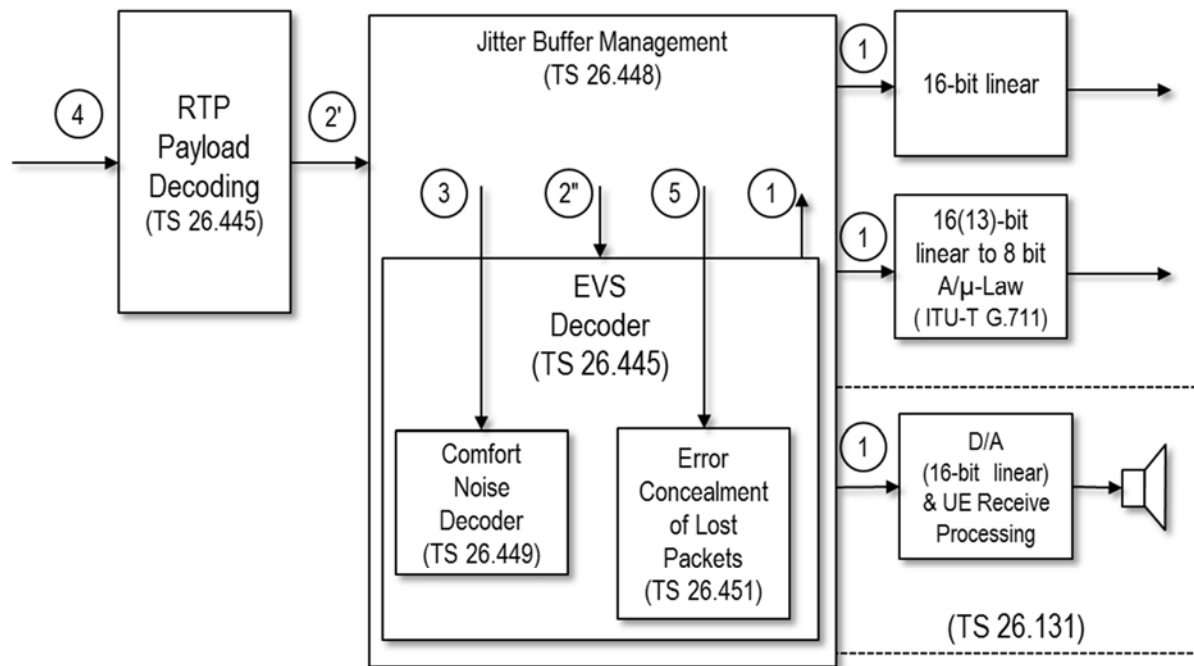 4
RTP
Payload
Decoding
(TS 26.445)
2'
Jitter Buffer Management
(TS 26.448)
3
2"
5
1
EVS
Decoder
(TS 26.445)
Comfort
Noise
Decoder
(TS 26.449)
Error
Concealment
of Lost
Packets
(TS 26.451)
1
16-bit linear
1
16(13)-bit
linear to 8 bit
A/µ-Law
( ITU-T G.711)
1
D/A
(16-bit linear)
& UE Receive
Processing
(TS 26.131)